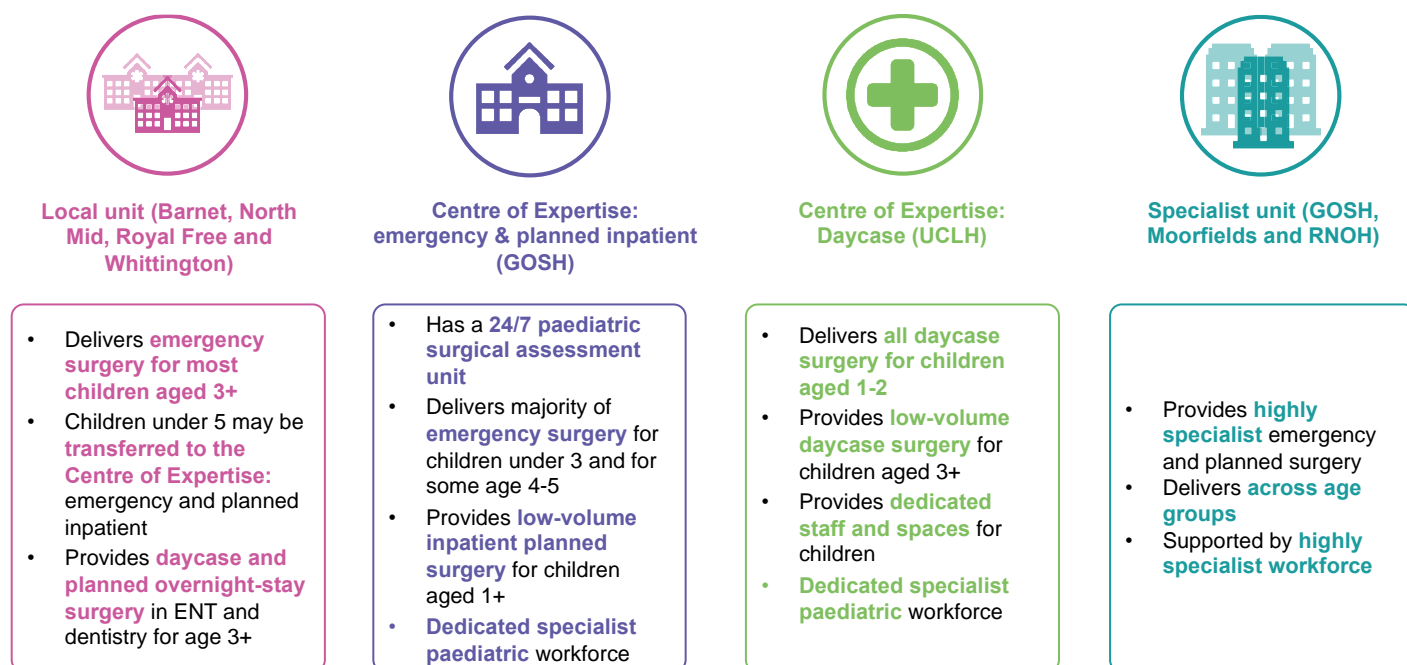 Local unit (Barnet, North
Mid, Royal Free and
Whittington)
• Delivers emergency
surgery for most
children aged 3+
• Children under 5 may be
transferred to the
Centre of Expertise:
emergency and planned
inpatient
• Provides daycase and
planned overnight-stay
surgery in ENT and
dentistry for age 3+
Centre of Expertise:
emergency & planned inpatient
(GOSH)
• Has a 24/7 paediatric
surgical assessment
unit
• Delivers majority of
emergency surgery for
children under 3 and for
some age 4-5
• Provides low-volume
inpatient planned
surgery for children
aged 1+
• Dedicated specialist
paediatric workforce
Centre of Expertise:
Daycase (UCLH)
• Delivers all daycase
surgery for children
aged 1-2
• Provides low-volume
daycase surgery for
children aged 3+
• Provides dedicated
staff and spaces for
children
• Dedicated specialist
paediatric workforce
Specialist unit (GOSH,
Moorfields and RNOH)
• Provides highly
specialist emergency
and planned surgery
• Delivers across age
groups
• Supported by highly
specialist workforce